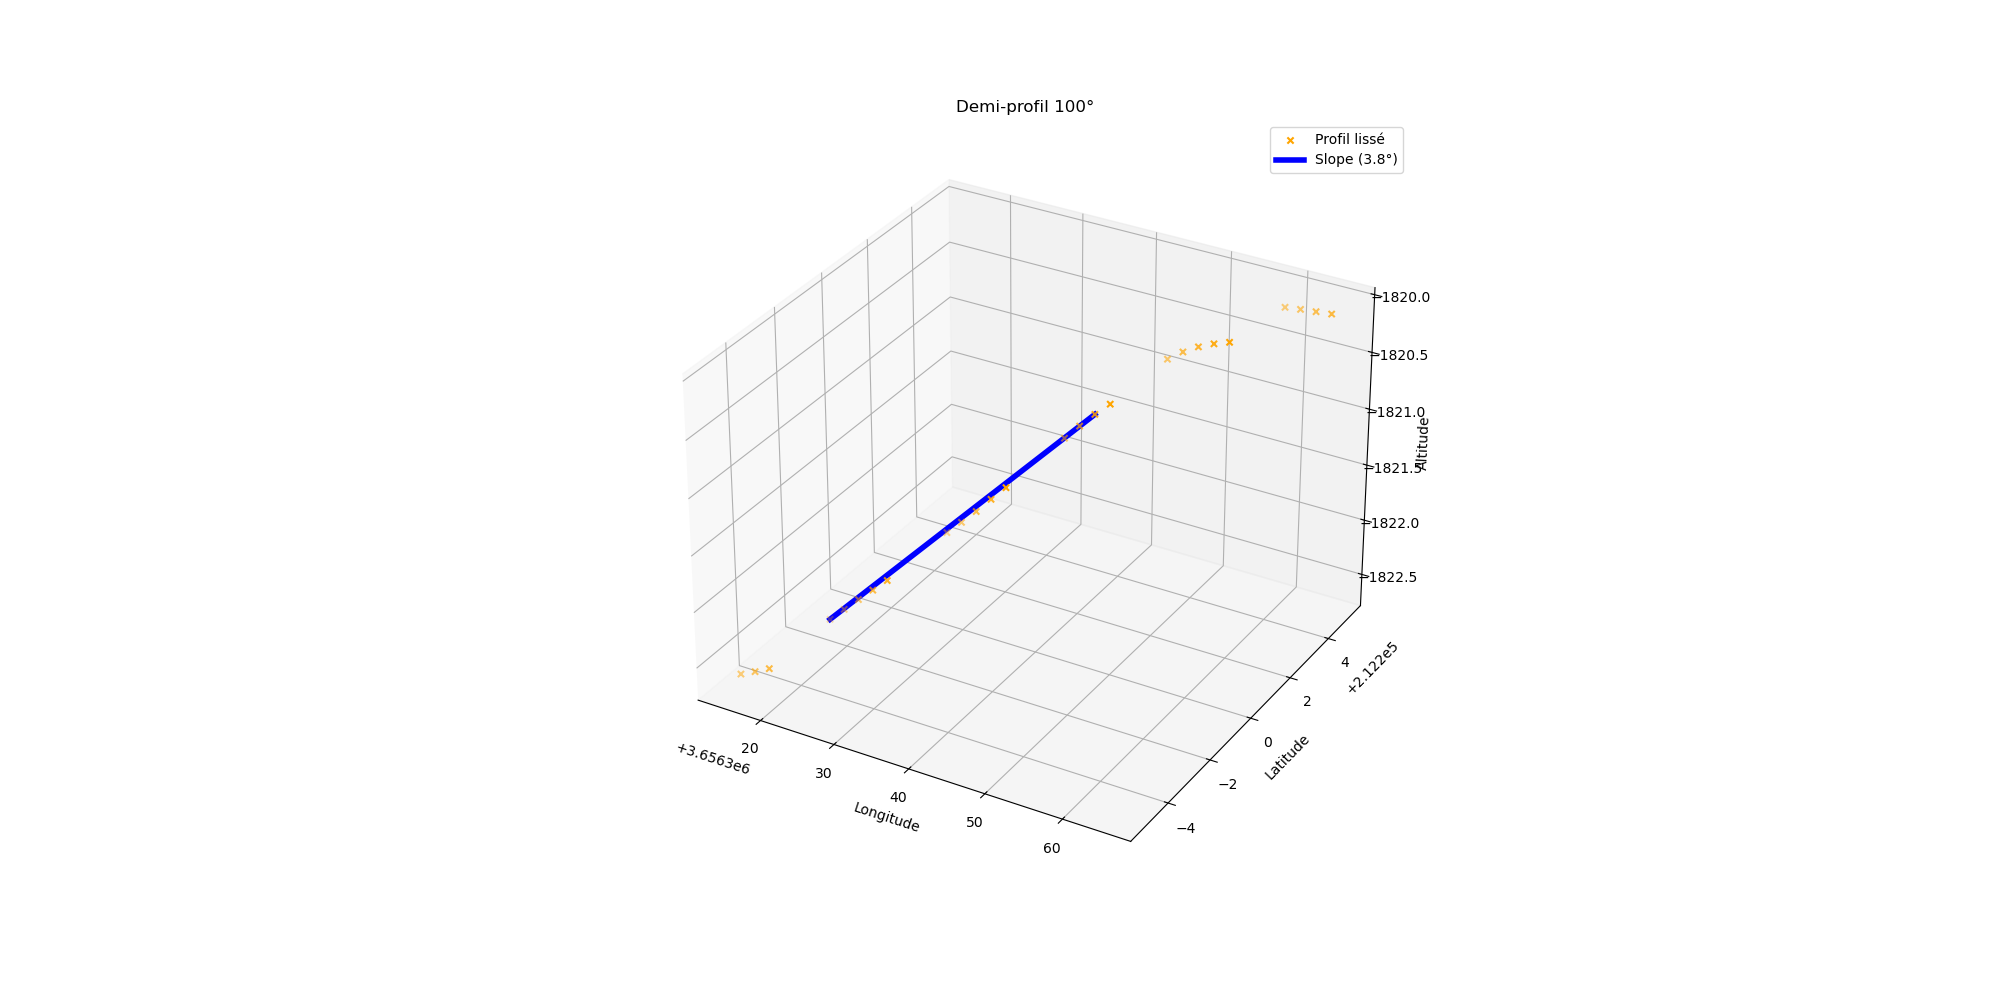 Demi-profil 100°
Profil lissé
Slope (3.8°)
−1820.0
−1820.5
−1821.0
−1821.5
−1822.0
−1822.5
Altitude
4
2
0
−2
−4
+2.122e5
Latitude
20
30
40
50
60
+3.6563e6
Longitude